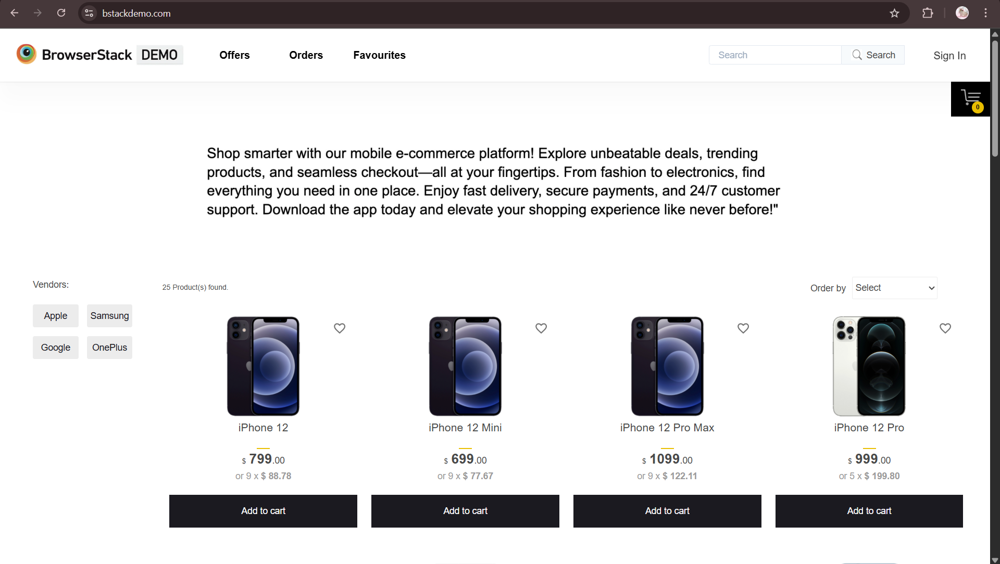 bstackdemo.com
BrowserStack DEMO
Offers
Orders
Favourites
Search
Search
Sign In
0
Shop smarter with our mobile e-commerce platform! Explore unbeatable deals, trending
products, and seamless checkout—all at your fingertips. From fashion to electronics, find
everything you need in one place. Enjoy fast delivery, secure payments, and 24/7 customer
support. Download the app today and elevate your shopping experience like never before!"
Vendors:
Apple
Samsung
Google
OnePlus
25 Product(s) found.
Order by
Select
iPhone 12
$ 799.00
or 9 x $ 88.78
Add to cart
iPhone 12 Mini
$ 699.00
or 9 x $ 77.67
Add to cart
iPhone 12 Pro Max
$ 1099.00
or 9 x $ 122.11
Add to cart
iPhone 12 Pro
$ 999.00
or 5 x $ 199.80
Add to cart